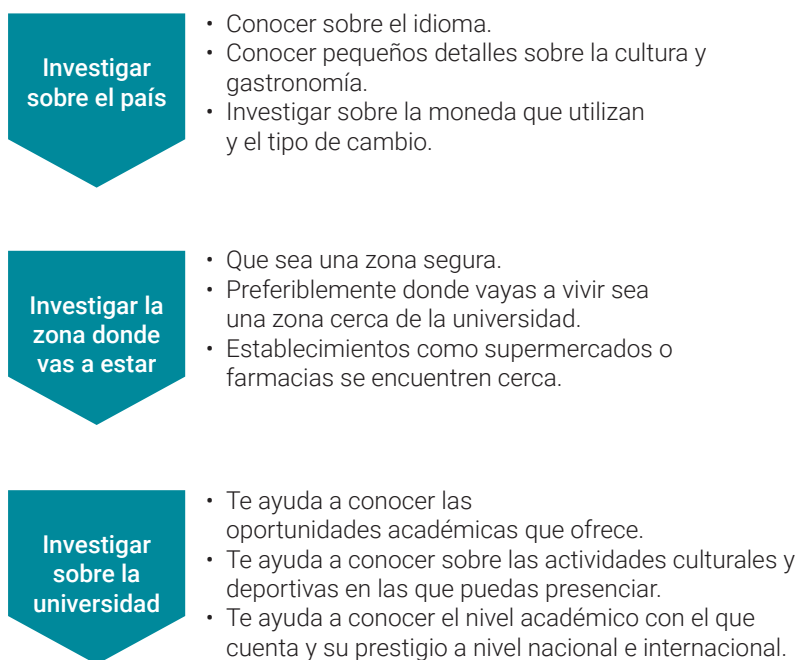 Investigar
sobre el país
• Conocer sobre el idioma.
• Conocer pequeños detalles sobre la cultura y
gastronomía.
• Investigar sobre la moneda que utilizan
y el tipo de cambio.
Investigar la
zona donde
vas a estar
• Que sea una zona segura.
• Preferiblemente donde vayas a vivir sea
una zona cerca de la universidad.
• Establecimientos como supermercados o
farmacias se encuentren cerca.
Investigar
sobre la
universidad
• Te ayuda a conocer las
oportunidades académicas que ofrece.
• Te ayuda a conocer sobre las actividades culturales y
deportivas en las que puedas presenciar.
• Te ayuda a conocer el nivel académico con el que
cuenta y su prestigio a nivel nacional e internacional.